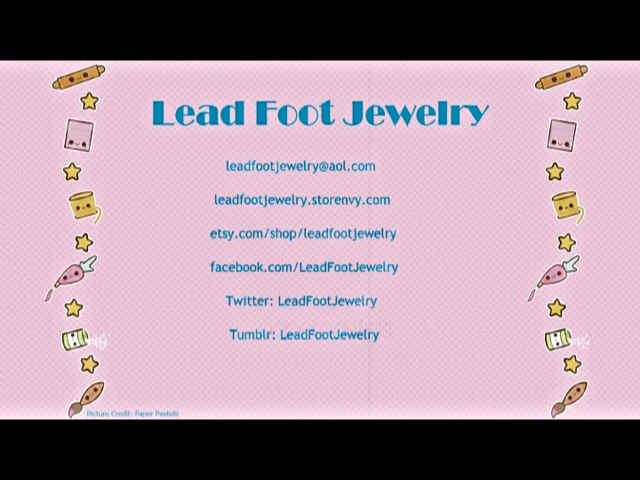 Lead Foot Jewelry
leadfootjewelry@aol.com
leadfootjewelry.storenvy.com
etsy.com/shop/leadfootjewelry
facebook.com/LeadFootJewelry
Twitter: LeadFootJewelry
Tumblr: LeadFootJewelry
Picture Credit: Paper Pastels